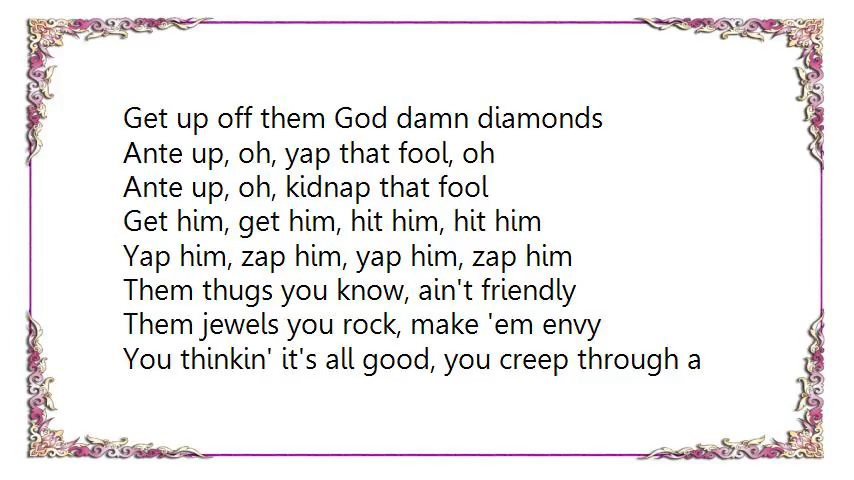 Get up off them God damn diamonds
Ante up, oh, yap that fool, oh
Ante up, oh, kidnap that fool
Get him, get him, hit him, hit him
Yap him, zap him, yap him, zap him
Them thugs you know, ain't friendly
Them jewels you rock, make 'em envy
You thinkin' it's all good, you creep through a